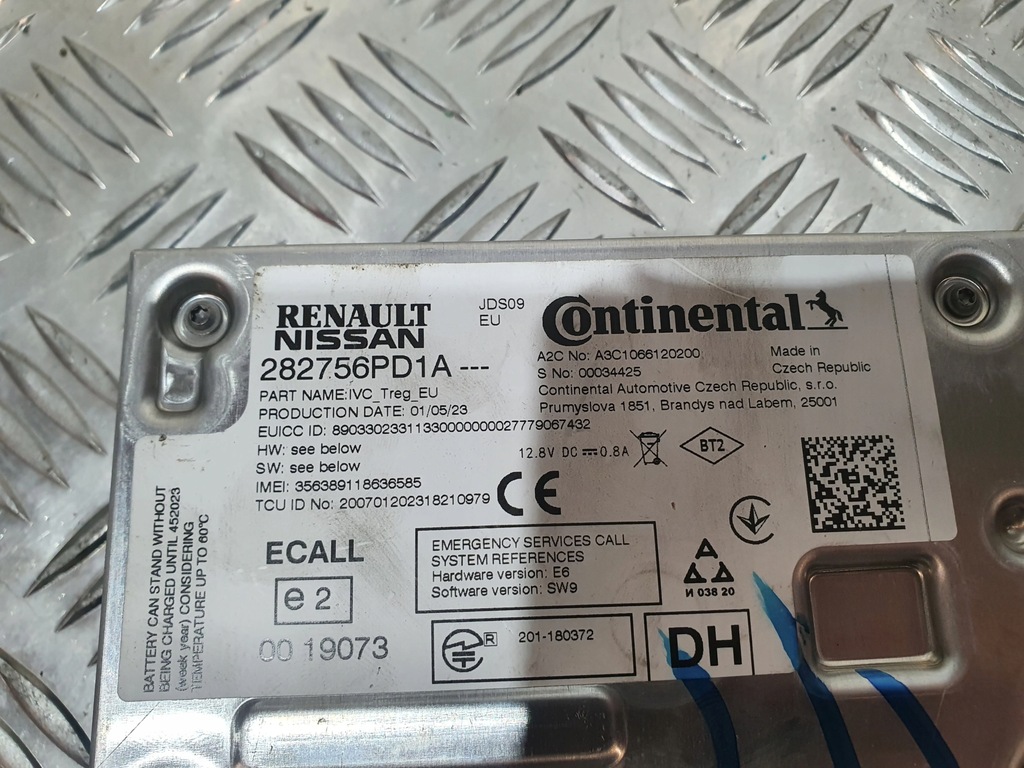 RENAULT
NISSAN
JDS09
EU
Continental
282756PD1A ---
PART NAME:IVC_Treg_EU
PRODUCTION DATE: 01/05/23
EUICC ID: 89033023311330000000027779067432
HW: see below
SW: see below
IMEI: 356389118636585
TCU ID No: 200701202318210979
A2C No: A3C1066120200
S No: 00034425
Made in
Czech Republic
Continental Automotive Czech Republic, s.r.o.
Prumyslova 1851, Brandys nad Labem, 25001
12.8V DC 0.8A
BT2
CE
BATTERY CAN STAND WITHOUT
BEING CHARGED UNTIL 452023
(week year) CONSIDERING
TEMPERATURE UP TO 60°C
ECALL
e 2
00 19073
EMERGENCY SERVICES CALL
SYSTEM REFERENCES
Hardware version: E6
Software version: SW9
R 201-180372
И 038 20
DH